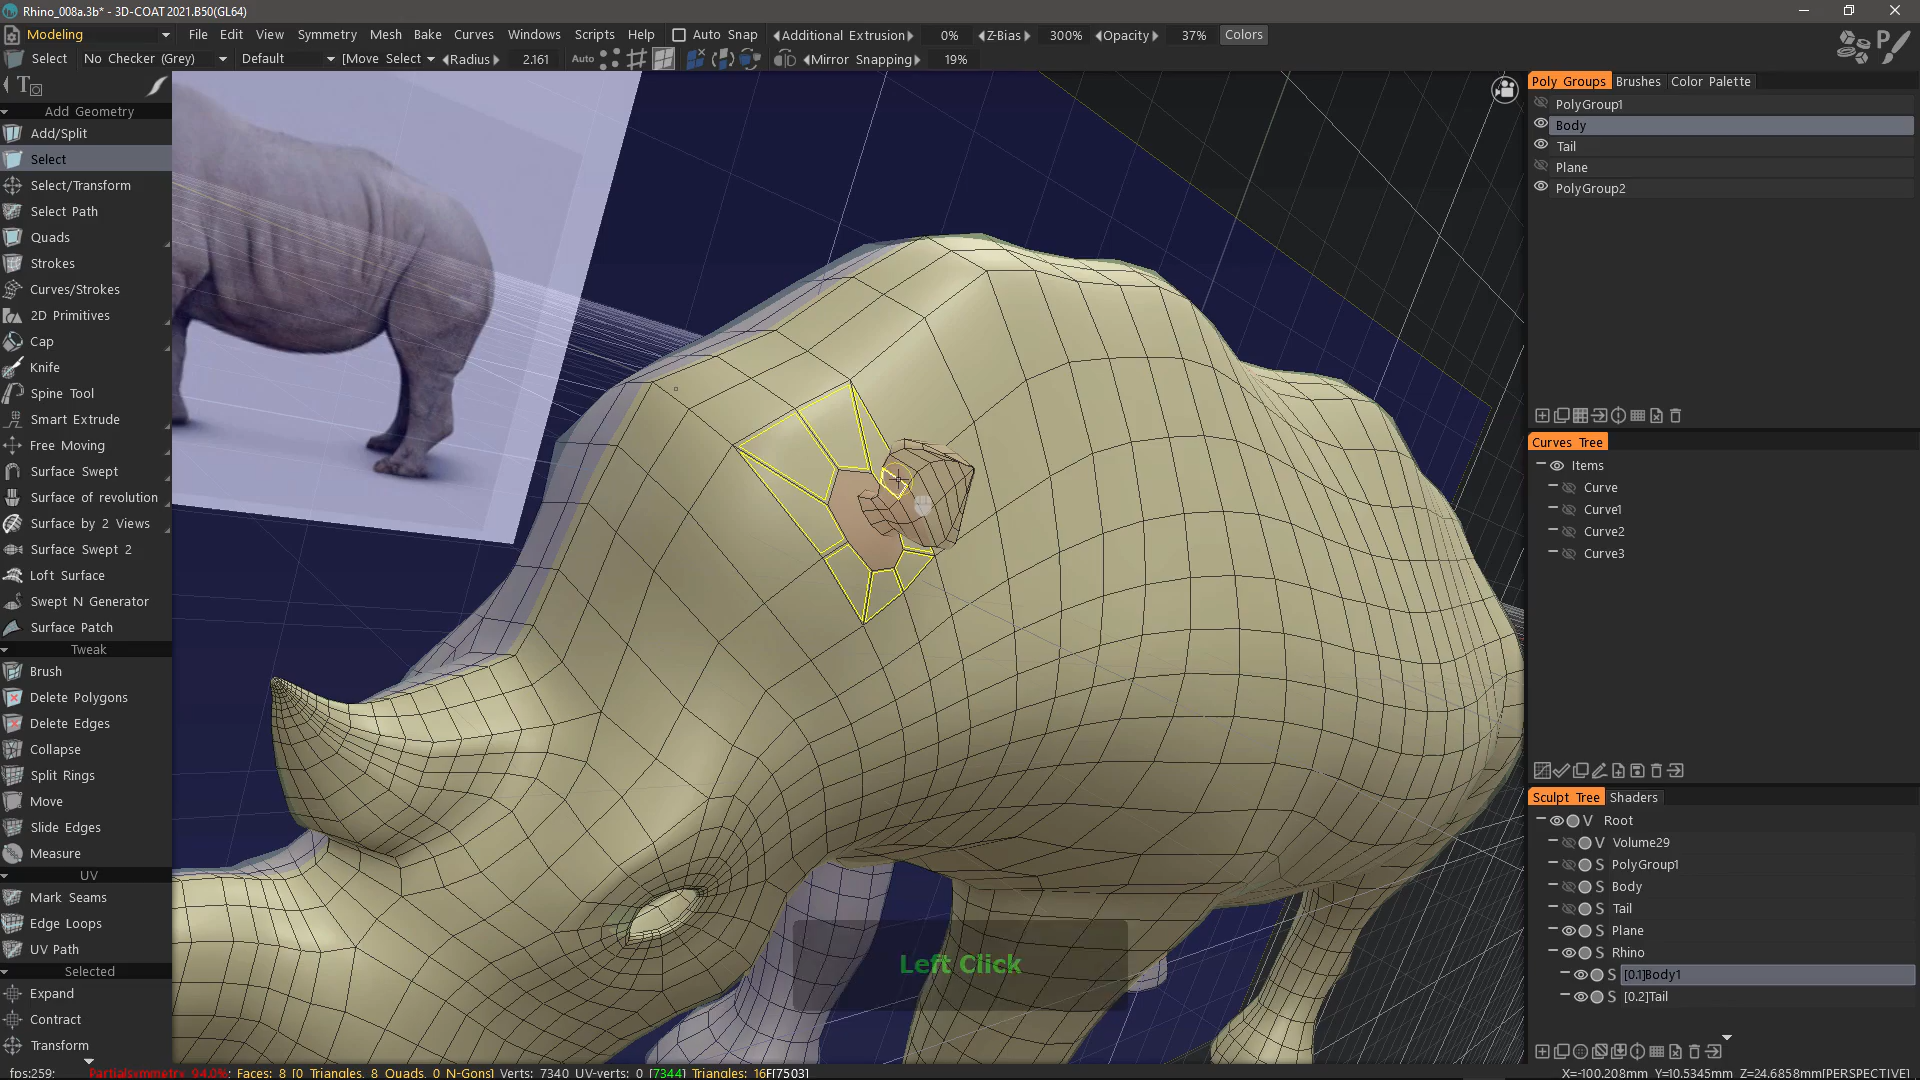 Rhino_008a.3b* - 3D-COAT 2021.B50(GL64)
Modeling File Edit View Symmetry Mesh Bake Curves Windows Scripts Help Auto Snap Additional Extrusion 0% Z-Bias 300% Opacity 37% Colors
Select No Checker (Grey) Default [Move Select Radius 2.161 Auto Mirror Snapping 19%
Add Geometry
Add/Split
Select
Select/Transform
Select Path
Quads
Strokes
Curves/Strokes
2D Primitives
Cap
Knife
Spine Tool
Smart Extrude
Free Moving
Surface Swept
Surface of revolution
Surface by 2 Views
Surface Swept 2
Loft Surface
Swept N Generator
Surface Patch
Tweak
Brush
Delete Polygons
Delete Edges
Collapse
Split Rings
Move
Slide Edges
Measure
UV
Mark Seams
Edge Loops
UV Path
Selected
Expand
Contract
Transform
Left Click
Poly Groups Brushes Color Palette
PolyGroup1
Body
Tail
Plane
PolyGroup2
Curves Tree
Items
Curve
Curve1
Curve2
Curve3
Sculpt Tree Shaders
Root
V Volume29
S PolyGroup1
S Body
S Tail
S Plane
S Rhino
S [0.1]Body1
S [0.2]Tail
fps:259; Partialsymmetry 94.0%; Faces: 8 [0 Triangles, 8 Quads, 0 N-Gons] Verts: 7340 UV-verts: 0 [7344] Triangles: 16F[7503] X=-100.208mm Y=10.5345mm Z=24.6858mm[PERSPECTIVE]